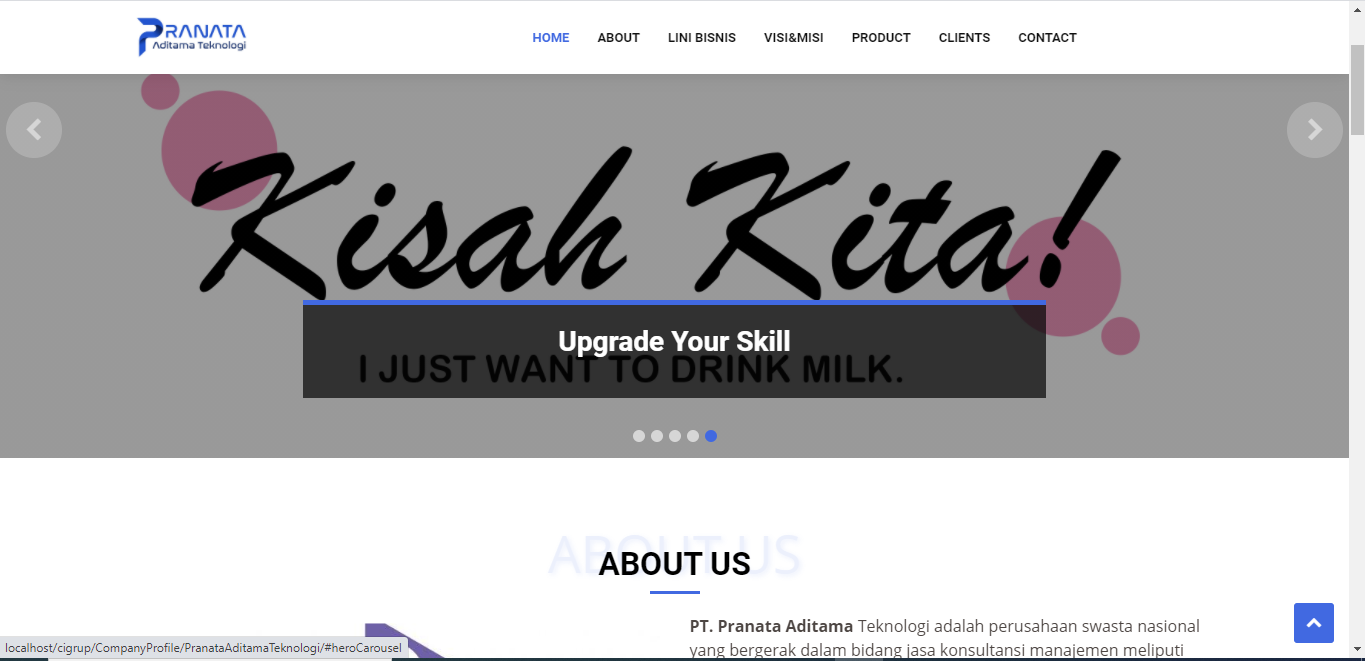 PRANATA
Aditama Teknologi
HOME ABOUT LINI BISNIS VISI&MISI PRODUCT CLIENTS CONTACT
Kisah Kita!
Upgrade Your Skill
I JUST WANT TO DRINK MILK.
ABOUT US
ABOUT US
PT. Pranata Aditama Teknologi adalah perusahaan swasta nasional
yang bergerak dalam bidang jasa konsultansi manajemen meliputi
localhost/cigrup/CompanyProfile/PranataAditamaTeknologi/#heroCarousel